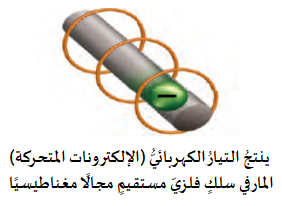 ينتجُ التيارُ الكهربائيُّ (الإلكترونات المتحركة)
المار في سلكٍ فلزيّ مستقيمٍ مجالًا مغناطيسيًا